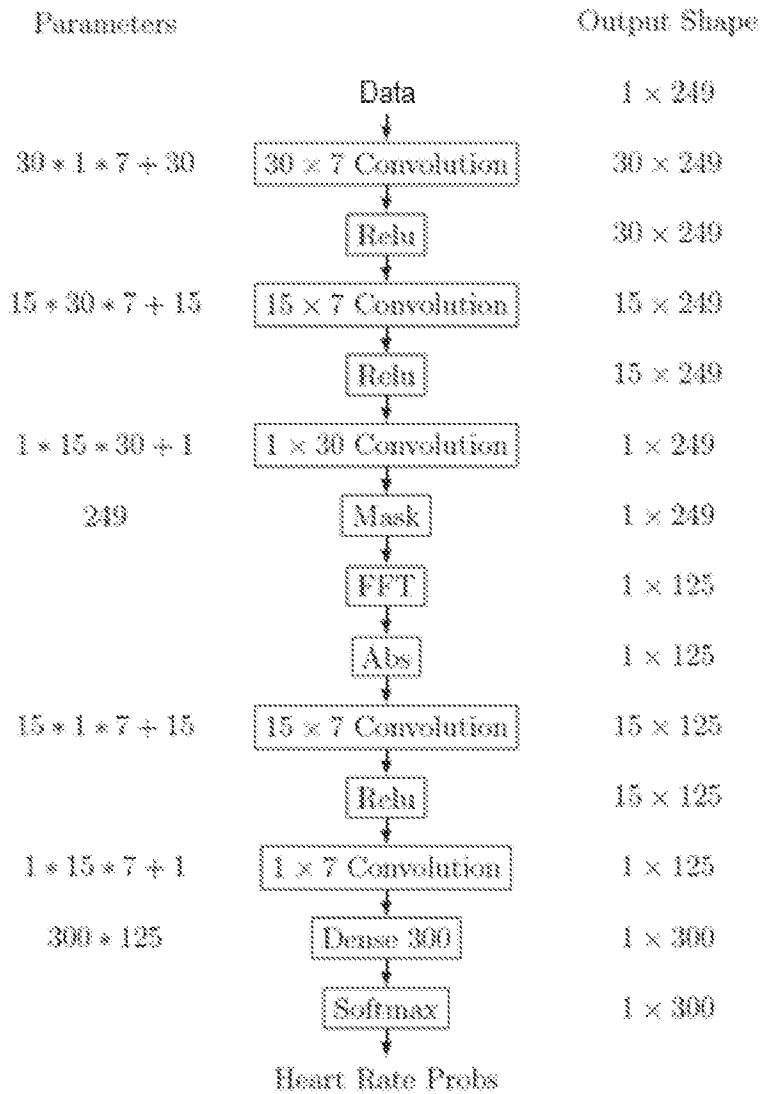 Parameters Output Shape
Data 1 × 249
30 * 1 * 7 + 30 30 × 7 Convolution 30 × 249
Relu 30 × 249
15 * 30 * 7 + 15 15 × 7 Convolution 15 × 249
Relu 15 × 249
1 * 15 * 30 + 1 1 × 30 Convolution 1 × 249
249 Mask 1 × 249
FFT 1 × 125
Abs 1 × 125
15 * 1 * 7 + 15 15 × 7 Convolution 15 × 125
Relu 15 × 125
1 * 15 * 7 + 1 1 × 7 Convolution 1 × 125
300 * 125 Dense 300 1 × 300
Softmax 1 × 300
Heart Rate Probs